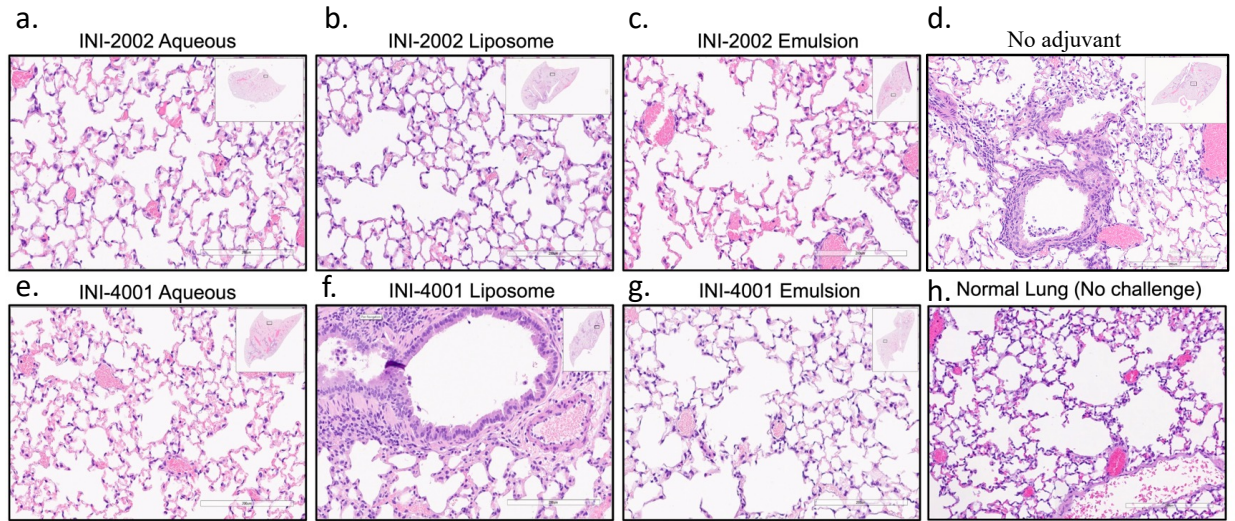 a.
INI-2002 Aqueous
b.
INI-2002 Liposome
c.
INI-2002 Emulsion
d.
No adjuvant
e.
INI-4001 Aqueous
f.
INI-4001 Liposome
g.
INI-4001 Emulsion
h.
Normal Lung (No challenge)